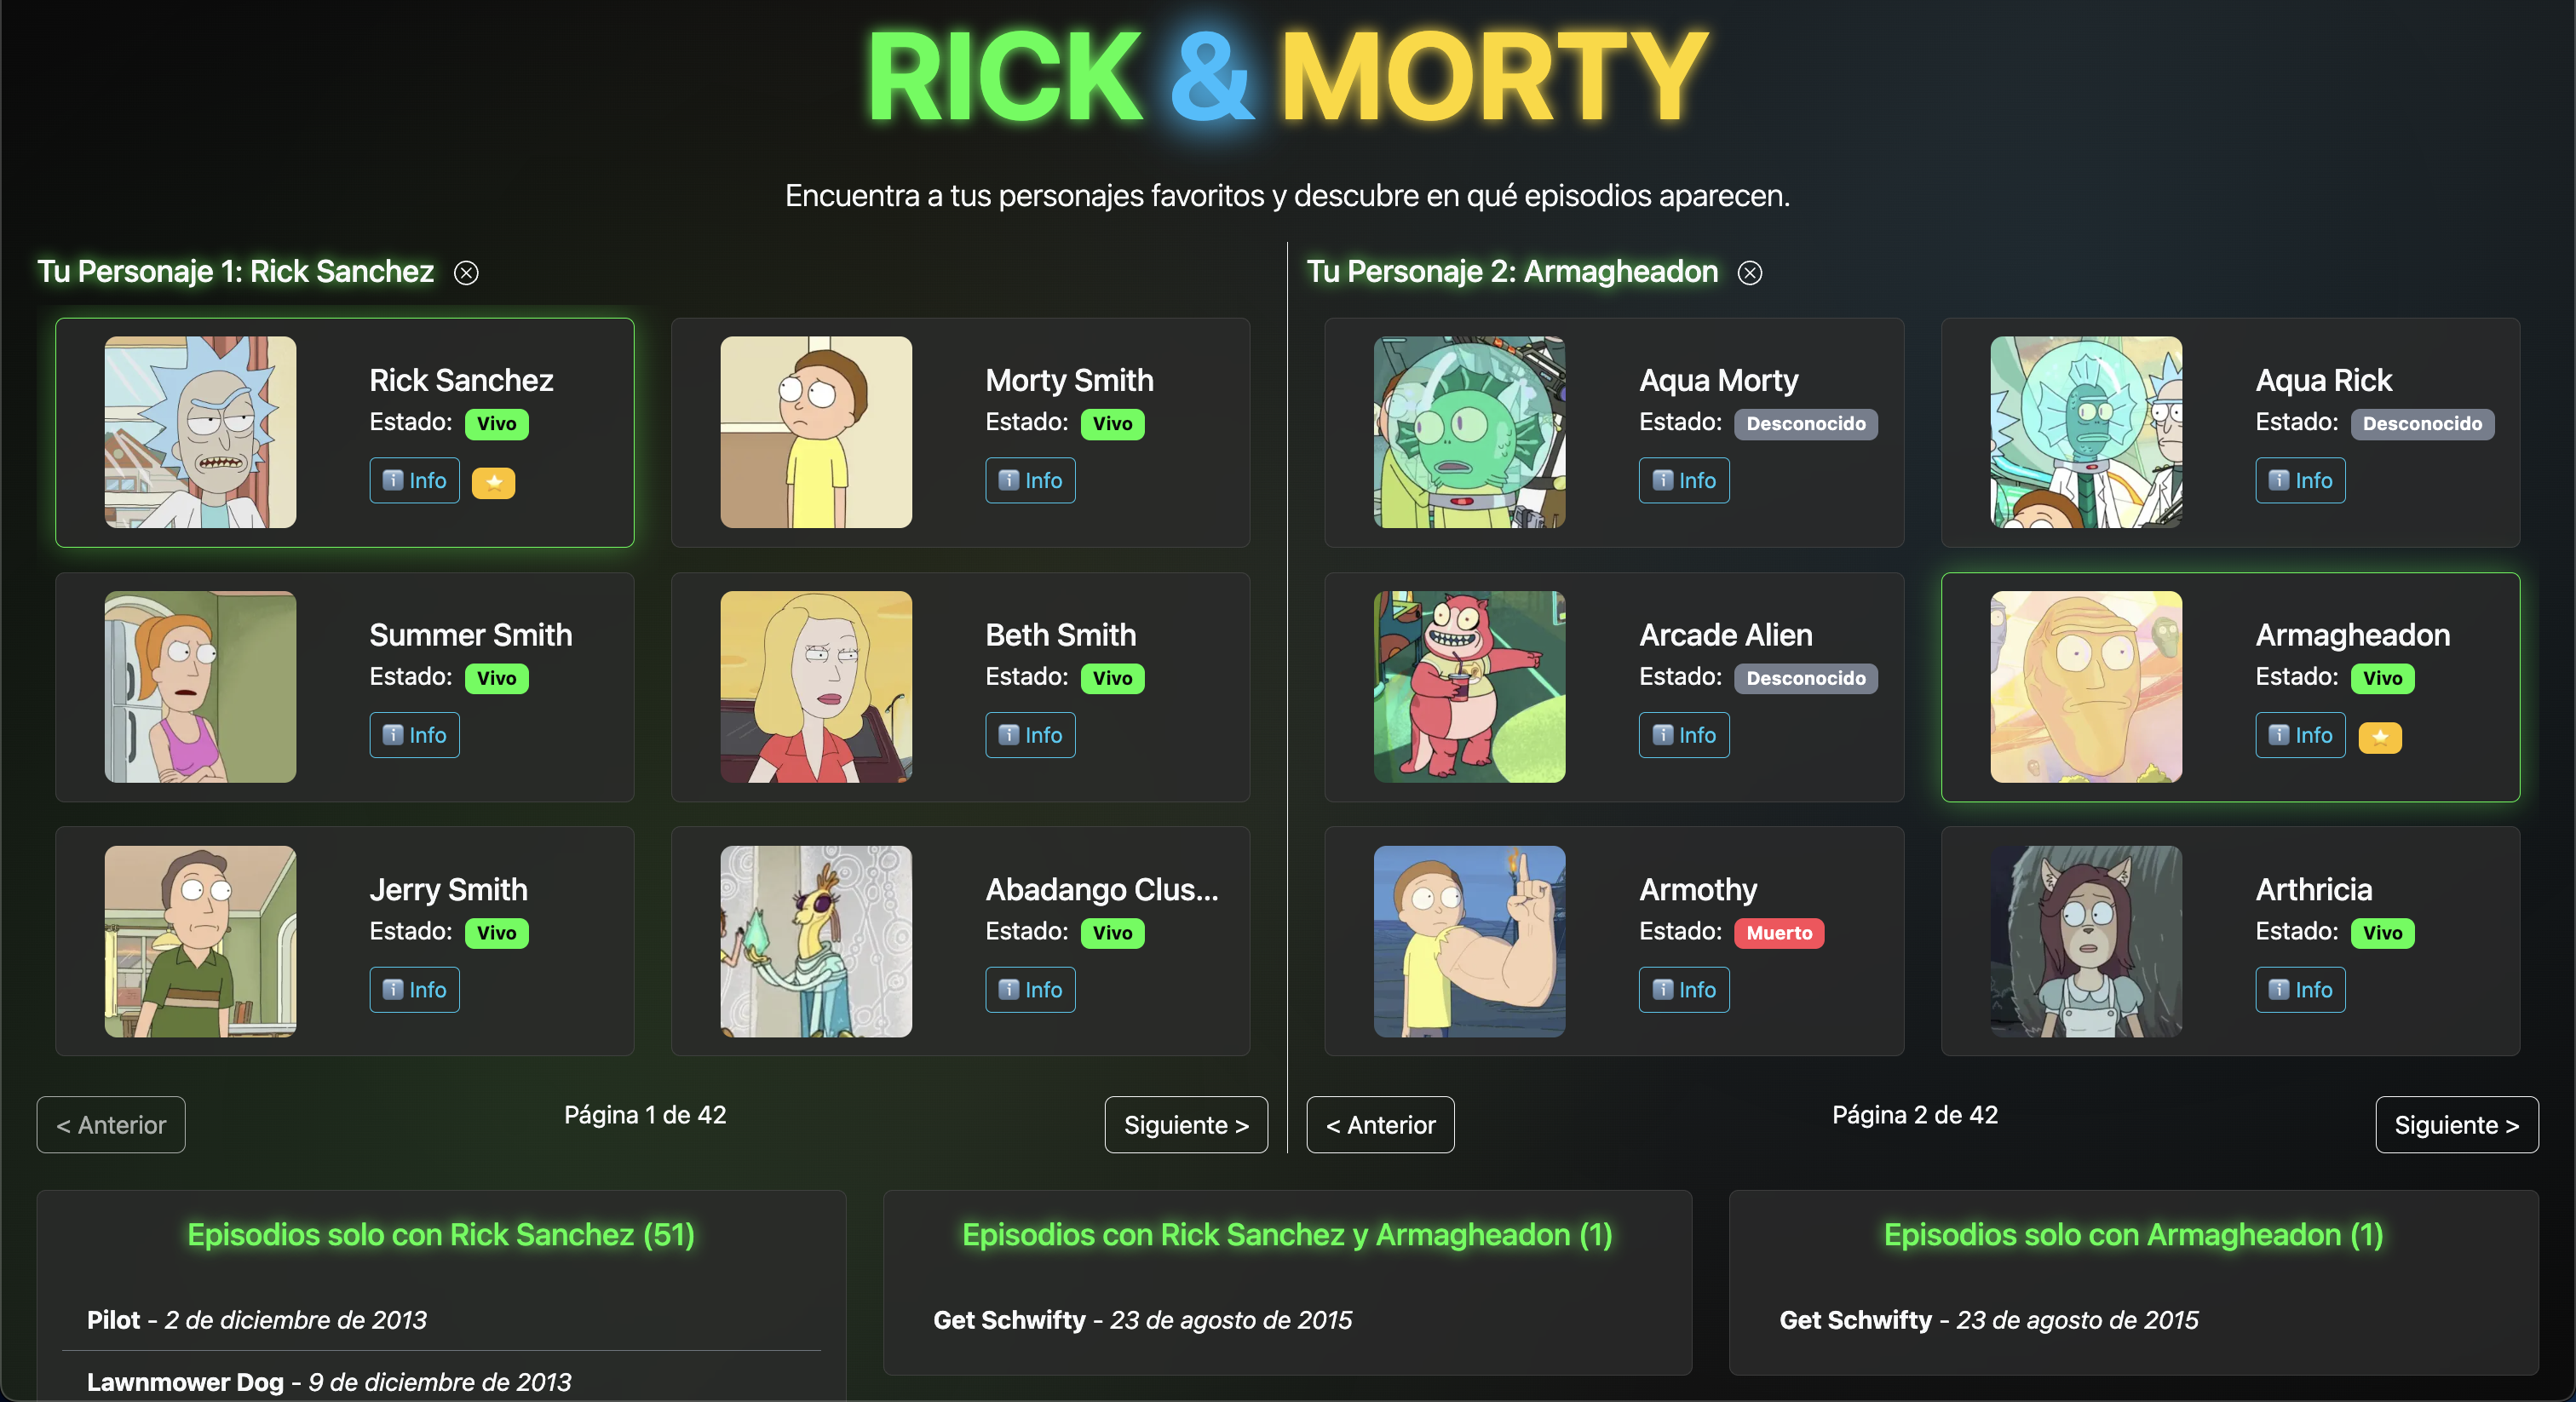 RICK & MORTY
Encuentra a tus personajes favoritos y descubre en qué episodios aparecen.
Tu Personaje 1: Rick Sanchez
Rick Sanchez
Estado: Vivo
Info
Morty Smith
Estado: Vivo
Info
Summer Smith
Estado: Vivo
Info
Beth Smith
Estado: Vivo
Info
Jerry Smith
Estado: Vivo
Info
Abadango Clus...
Estado: Vivo
Info
< Anterior
Página 1 de 42
Siguiente >
Tu Personaje 2: Armagheadon
Aqua Morty
Estado: Desconocido
Info
Aqua Rick
Estado: Desconocido
Info
Arcade Alien
Estado: Desconocido
Info
Armagheadon
Estado: Vivo
Info
Armothy
Estado: Muerto
Info
Arthricia
Estado: Vivo
Info
< Anterior
Página 2 de 42
Siguiente >
Episodios solo con Rick Sanchez (51)
Pilot - 2 de diciembre de 2013
Lawnmower Dog - 9 de diciembre de 2013
Episodios con Rick Sanchez y Armagheadon (1)
Get Schwifty - 23 de agosto de 2015
Episodios solo con Armagheadon (1)
Get Schwifty - 23 de agosto de 2015